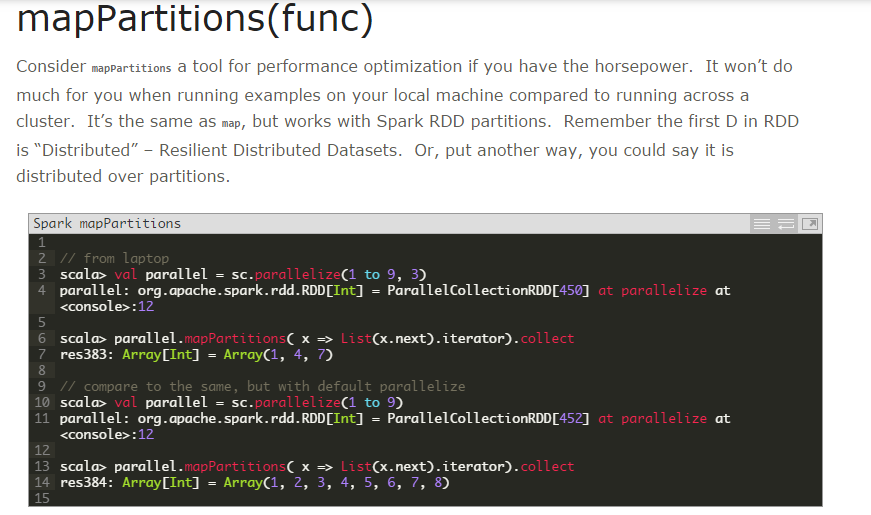 mapPartitions(func)
Consider mapPartitions a tool for performance optimization if you have the horsepower.  It won’t do
much for you when running examples on your local machine compared to running across a
cluster.  It’s the same as map, but works with Spark RDD partitions.  Remember the first D in RDD
is “Distributed” – Resilient Distributed Datasets.  Or, put another way, you could say it is
distributed over partitions.
Spark mapPartitions
1
2 // from laptop
3 scala> val parallel = sc.parallelize(1 to 9, 3)
4 parallel: org.apache.spark.rdd.RDD[Int] = ParallelCollectionRDD[450] at parallelize at
<console>:12
5
6 scala> parallel.mapPartitions( x => List(x.next).iterator).collect
7 res383: Array[Int] = Array(1, 4, 7)
8
9 // compare to the same, but with default parallelize
10 scala> val parallel = sc.parallelize(1 to 9)
11 parallel: org.apache.spark.rdd.RDD[Int] = ParallelCollectionRDD[452] at parallelize at
<console>:12
12
13 scala> parallel.mapPartitions( x => List(x.next).iterator).collect
14 res384: Array[Int] = Array(1, 2, 3, 4, 5, 6, 7, 8)
15